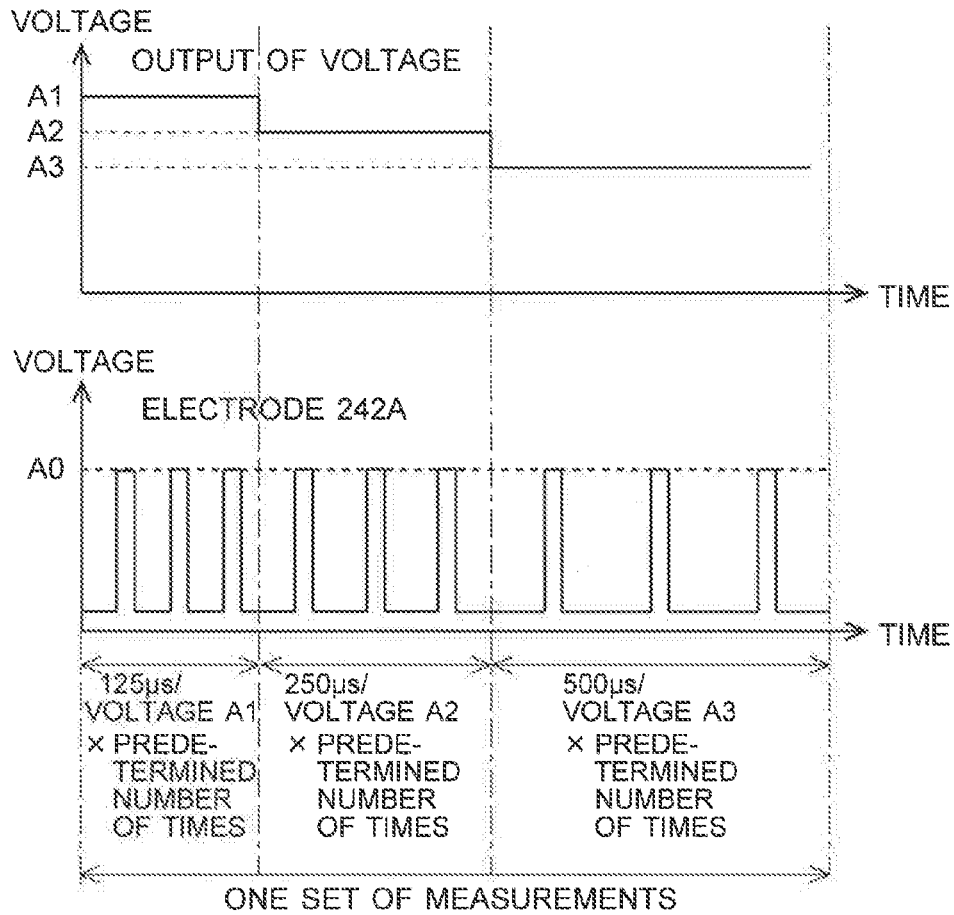 VOLTAGE
OUTPUT OF VOLTAGE
A1
A2
A3
TIME
VOLTAGE
ELECTRODE 242A
A0
TIME
125µs/
VOLTAGE A1
× PREDE-
TERMINED
NUMBER
OF TIMES
250µs/
VOLTAGE A2
× PREDE-
TERMINED
NUMBER
OF TIMES
500µs/
VOLTAGE A3
× PREDE-
TERMINED
NUMBER
OF TIMES
ONE SET OF MEASUREMENTS